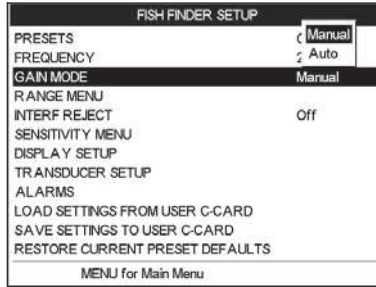 FISH FINDER SETUP
PRESETS
Manual
FREQUENCY
Auto
GAIN MODE Manual
RANGE MENU
INTERF REJECT Off
SENSITIVITY MENU
DISPLAY SETUP
TRANSDUCER SETUP
ALARMS
LOAD SETTINGS FROM USER C-CARD
SAVE SETTINGS TO USER C-CARD
RESTORE CURRENT PRESET DEFAULTS
MENU for Main Menu